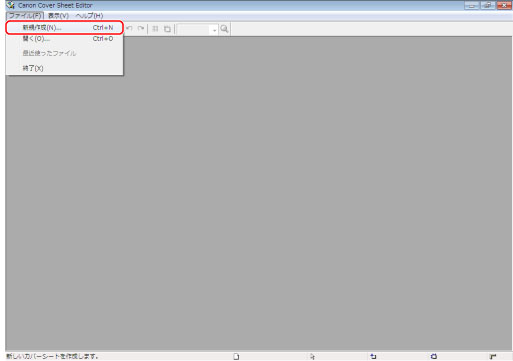 Canon Cover Sheet Editor
ファイル(F) 表示(V) ヘルプ(H)
新規作成(N)... Ctrl+N
開く(O)... Ctrl+O
最近使ったファイル
終了(X)
新しいカバーシートを作成します。